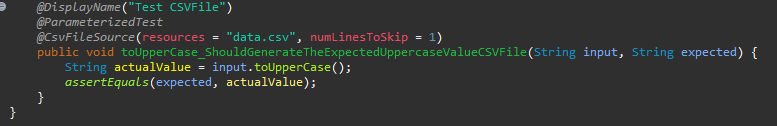 @DisplayName("Test CSVFile")
@ParameterizedTest
@CsvFileSource(resources = "data.csv", numLinesToSkip = 1)
public void toUpperCase_ShouldGenerateTheExpectedUppercaseValueCSVFile(String input, String expected) {
String actualValue = input.toUpperCase();
assertEquals(expected, actualValue);
}
}